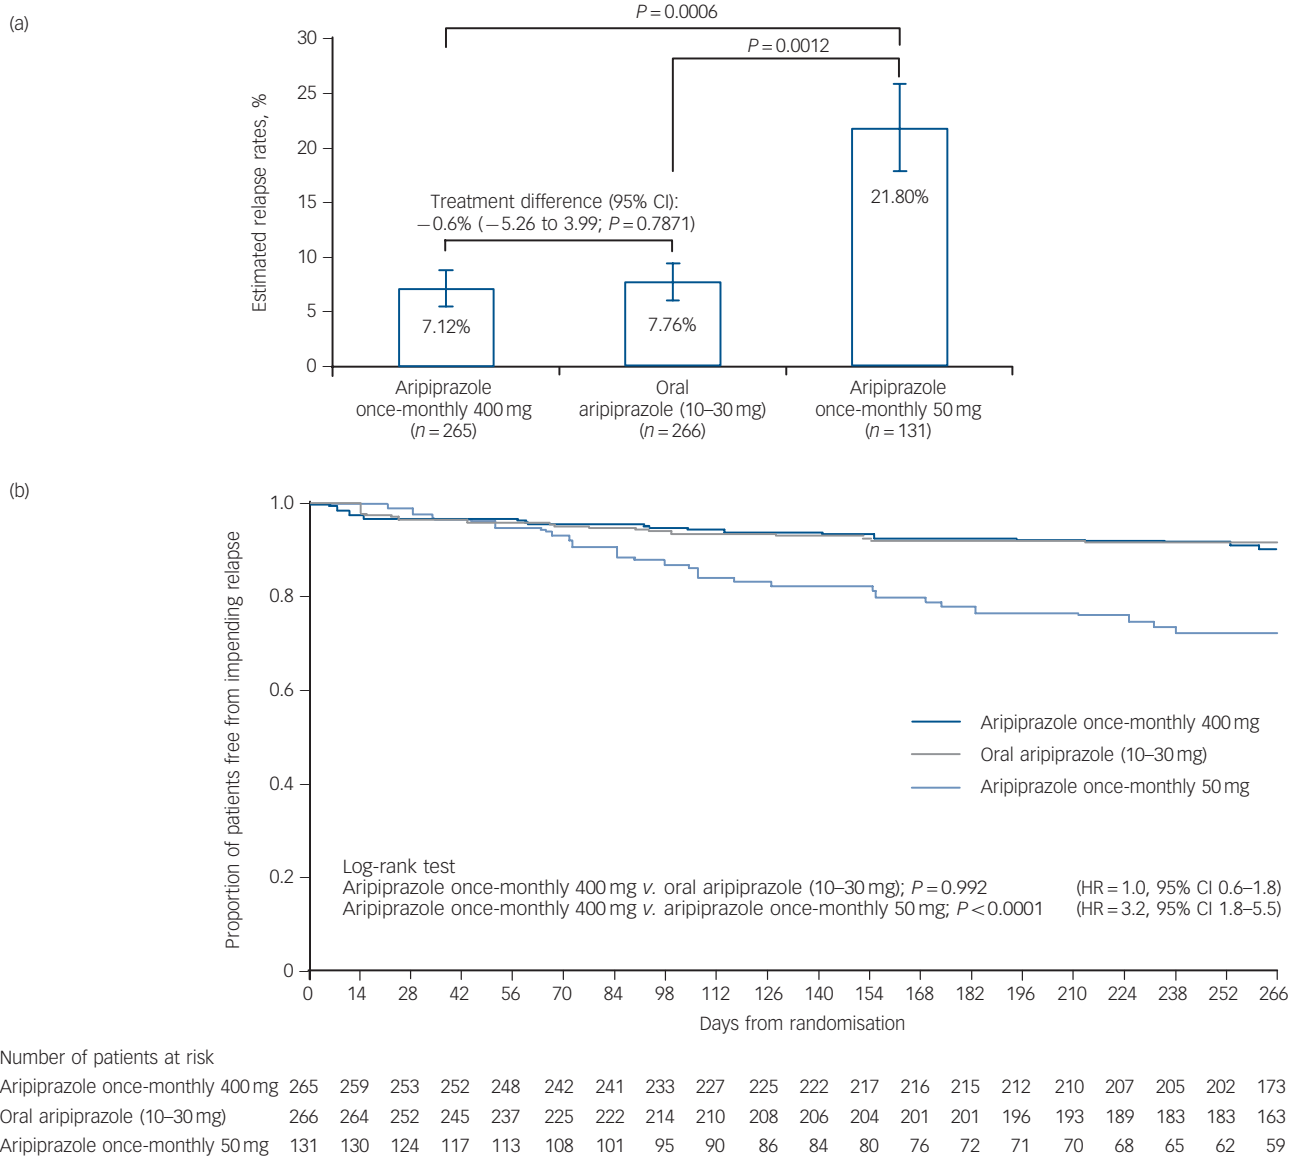 (a)
P = 0.0006
P = 0.0012
Estimated relapse rates, %
30
25
20
15
10
5
0
Treatment difference (95% CI):
−0.6% (−5.26 to 3.99; P = 0.7871)
7.12%
7.76%
21.80%
Aripiprazole
once-monthly 400 mg
(n = 265)
Oral
aripiprazole (10–30 mg)
(n = 266)
Aripiprazole
once-monthly 50 mg
(n = 131)
(b)
Proportion of patients free from impending relapse
1.0
0.8
0.6
0.4
0.2
0
Aripiprazole once-monthly 400 mg
Oral aripiprazole (10–30 mg)
Aripiprazole once-monthly 50 mg
Log-rank test
Aripiprazole once-monthly 400 mg v. oral aripiprazole (10–30 mg); P = 0.992 (HR = 1.0, 95% CI 0.6–1.8)
Aripiprazole once-monthly 400 mg v. aripiprazole once-monthly 50 mg; P < 0.0001 (HR = 3.2, 95% CI 1.8–5.5)
0 14 28 42 56 70 84 98 112 126 140 154 168 182 196 210 224 238 252 266
Days from randomisation
Number of patients at risk
Aripiprazole once-monthly 400 mg 265 259 253 252 248 242 241 233 227 225 222 217 216 215 212 210 207 205 202 173
Oral aripiprazole (10–30 mg) 266 264 252 245 237 225 222 214 210 208 206 204 201 201 196 193 189 183 183 163
Aripiprazole once-monthly 50 mg 131 130 124 117 113 108 101 95 90 86 84 80 76 72 71 70 68 65 62 59